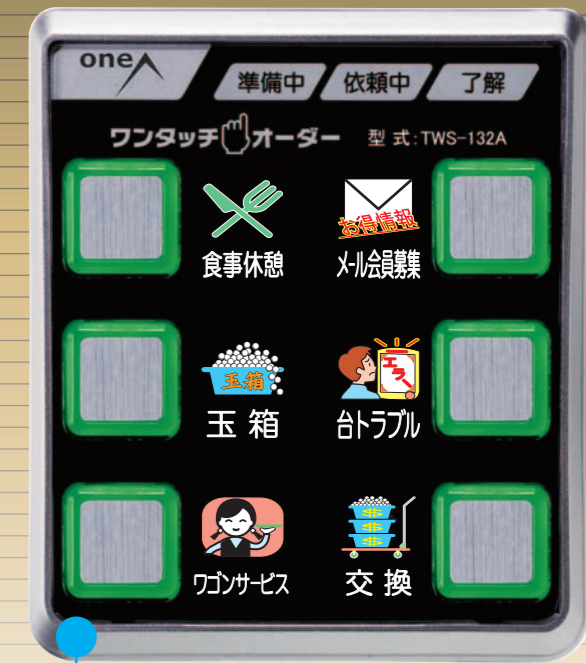 one
準備中 依頼中 了解
ワンタッチ オーダー 型式:TWS-132A
お得情報
食事休憩 メール会員募集
玉箱 エラー
玉箱 台トラブル
ワゴンサービス 交換